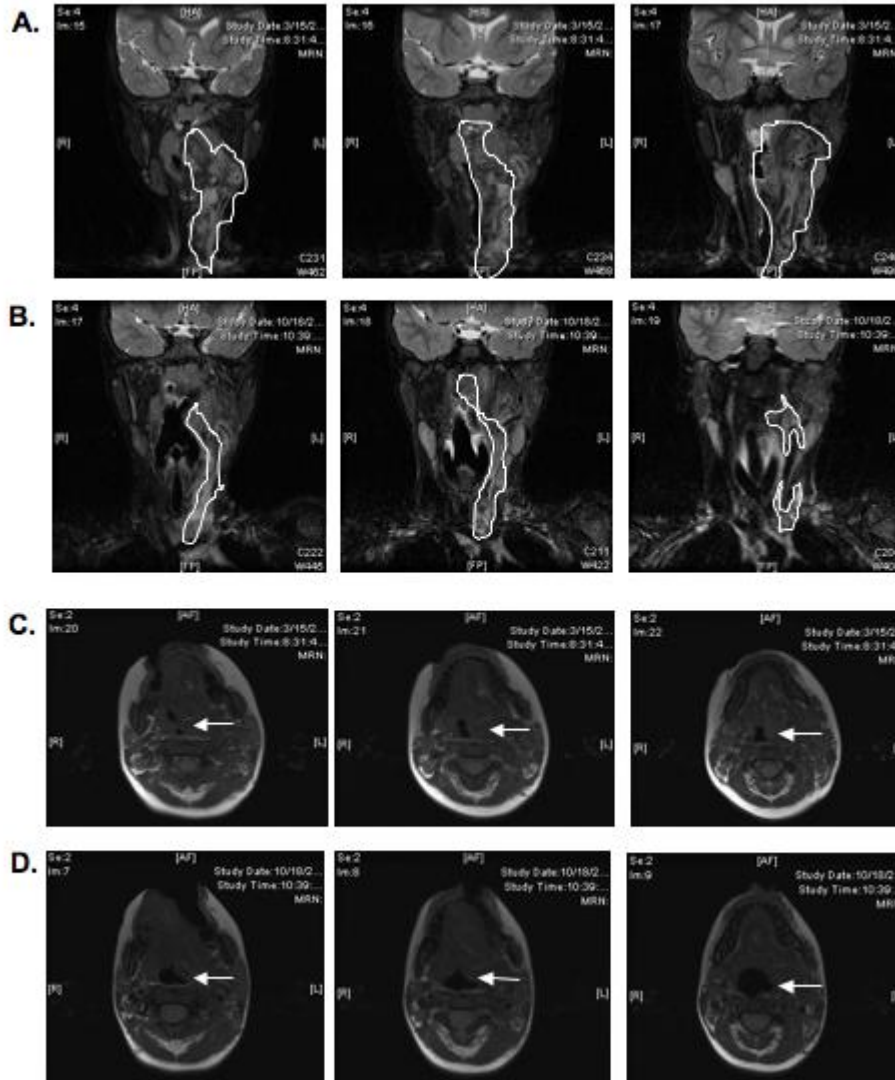 A.
Se:4
Im:15
[HA]
Study Date:3/15/2...
Study Time:8:31:4...
MRN:
[R]
[L]
[FP]
C231
W462
Se:4
Im:16
[HA]
Study Date:3/15/2...
Study Time:8:31:4...
MRN:
[R]
[L]
[FP]
C234
W468
Se:4
Im:17
[HA]
Study Date:3/15/2...
Study Time:8:31:4...
MRN:
[R]
[L]
[FP]
B.
Se:4
Im:17
[HA]
Study Date:10/18/2...
Study Time:10:39:...
MRN:
[R]
[L]
[FP]
C222
W445
Se:4
Im:18
[HA]
Study Date:10/18/2...
Study Time:10:39:...
MRN:
[R]
[L]
[FP]
C211
W422
Se:4
Im:19
[HA]
Study Date:10/18/2...
Study Time:10:39:...
MRN:
[R]
[L]
[FP]
C.
Se:2
Im:20
[AF]
Study Date:3/15/2...
Study Time:8:31:4...
MRN:
[R]
[L]
Se:2
Im:21
[AF]
Study Date:3/15/2...
Study Time:8:31:4...
MRN:
[R]
[L]
Se:2
Im:22
[AF]
Study Date:3/15/2...
Study Time:8:31:4...
MRN:
[R]
[L]
D.
Se:2
Im:7
[AF]
Study Date:10/18/2...
Study Time:10:39:...
MRN:
[R]
[L]
Se:2
Im:8
[AF]
Study Date:10/18/2...
Study Time:10:39:...
MRN:
[R]
[L]
Se:2
Im:9
[AF]
Study Date:10/18/2...
Study Time:10:39:...
MRN:
[R]
[L]